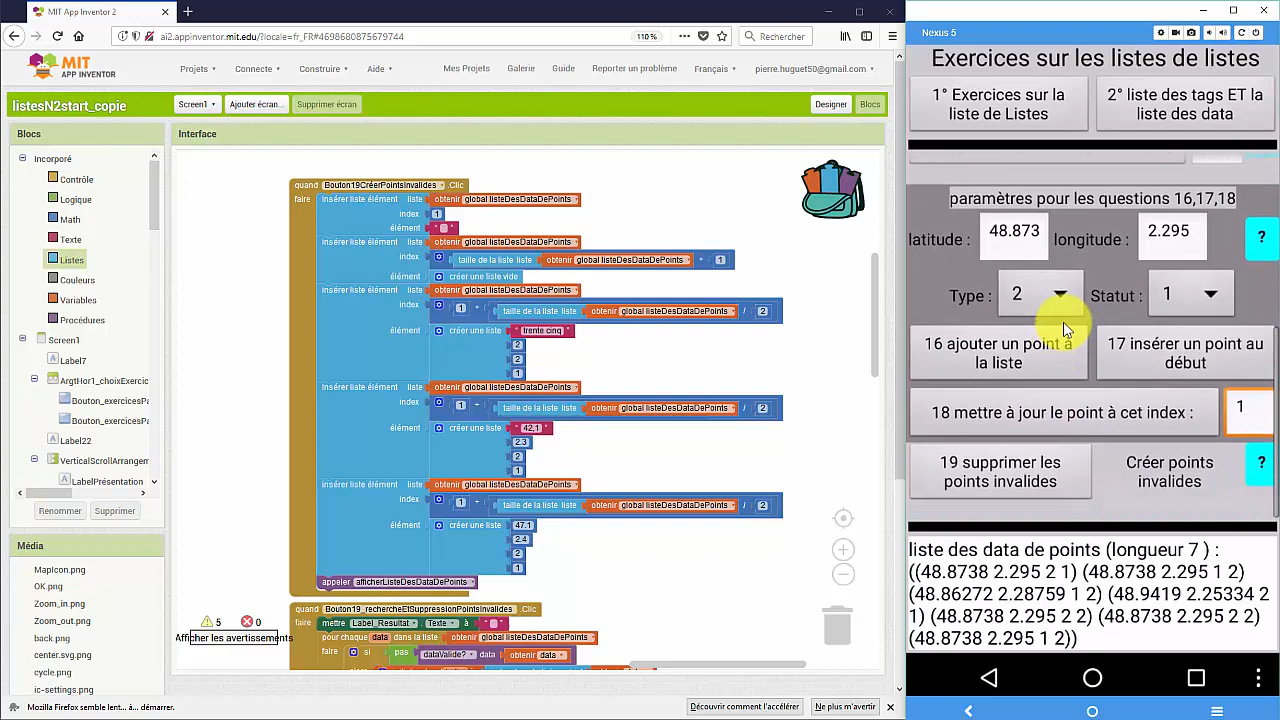 MIT App Inventor 2
ai2.appinventor.mit.edu/?locale=fr_FR#4698680875679744
110 %
Rechercher
MIT
APP INVENTOR
Projets
Connecte
Construire
Aide
Mes Projets
Galerie
Guide
Reporter un problème
Français
pierre.huguet50@gmail.com
listesN2start_copie
Screen1
Ajouter écran...
Supprimer écran
Designer
Blocs
Blocs
Incorporé
Contrôle
Logique
Math
Texte
Listes
Couleurs
Variables
Procédures
Screen1
Label7
ArgtHor1_choixExercic
Bouton_exercicesPa
Bouton_exercicesPa
Label22
VerticalScrollArrangem
LabelPrésentation
Renommer
Supprimer
Média
MapIcon.png
OK.png
Zoom_in.png
Zoom_out.png
back.png
center.svg.png
cycle.png
ic-settings.png
Interface
quand Bouton19CréerPointsInvalides .Clic
faire insérer liste élément liste obtenir global listeDesDataDePoints
index 1
élément " "
insérer liste élément liste obtenir global listeDesDataDePoints
index taille de la liste liste obtenir global listeDesDataDePoints + 1
élément créer une liste vide
insérer liste élément liste obtenir global listeDesDataDePoints
index 1 + taille de la liste liste obtenir global listeDesDataDePoints / 2
élément créer une liste " trente cinq "
2
2
1
insérer liste élément liste obtenir global listeDesDataDePoints
index 1 + taille de la liste liste obtenir global listeDesDataDePoints / 2
élément créer une liste " 42,1 "
2.3
2
1
insérer liste élément liste obtenir global listeDesDataDePoints
index 1 + taille de la liste liste obtenir global listeDesDataDePoints / 2
élément créer une liste 47.1
2.4
2
1
appeler afficherListeDesDataDePoints
quand Bouton19_rechercheEtSuppressionPointsInvalides .Clic
faire mettre Label_Resultat . Texte à " "
pour chaque data dans la liste obtenir global listeDesDataDePoints
faire si pas dataValide? data obtenir data
5
0
Afficher les avertissements
Mozilla Firefox semble lent... à... démarrer.
Découvrir comment l'accélérer
Ne plus m'avertir
Nexus 5
Exercices sur les listes de listes
1° Exercices sur la
liste de Listes
2° liste des tags ET la
liste des data
paramètres pour les questions 16,17,18
latitude :
48.873
longitude :
2.295
?
Type :
2
Statut :
1
16 ajouter un point à
la liste
17 insérer un point au
début
18 mettre à jour le point à cet index :
1
19 supprimer les
points invalides
Créer points
invalides
?
liste des data de points (longueur 7 ) :
((48.8738 2.295 2 1) (48.8738 2.295 1 2)
(48.86272 2.28759 1 2) (48.9419 2.25334 2
1) (48.8738 2.295 2 2) (48.8738 2.295 2 2)
(48.8738 2.295 1 2))